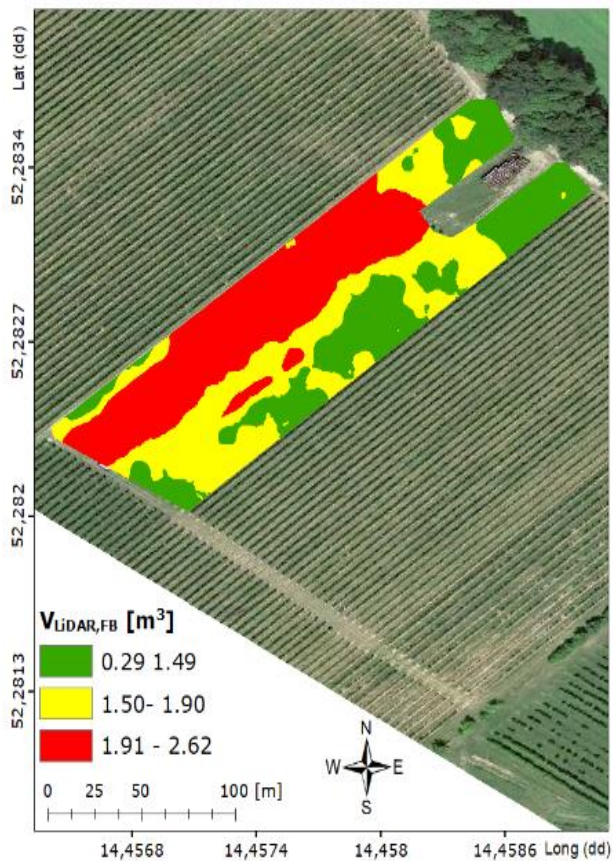 Lat (dd)
52,2834
52,2827
52,282
52,2813
VLiDAR,FB [m³]
0.29 1.49
1.50- 1.90
1.91 - 2.62
0 25 50 100 [m]
N
W E
S
14,4568 14,4574 14,458 14,4586 Long (dd)